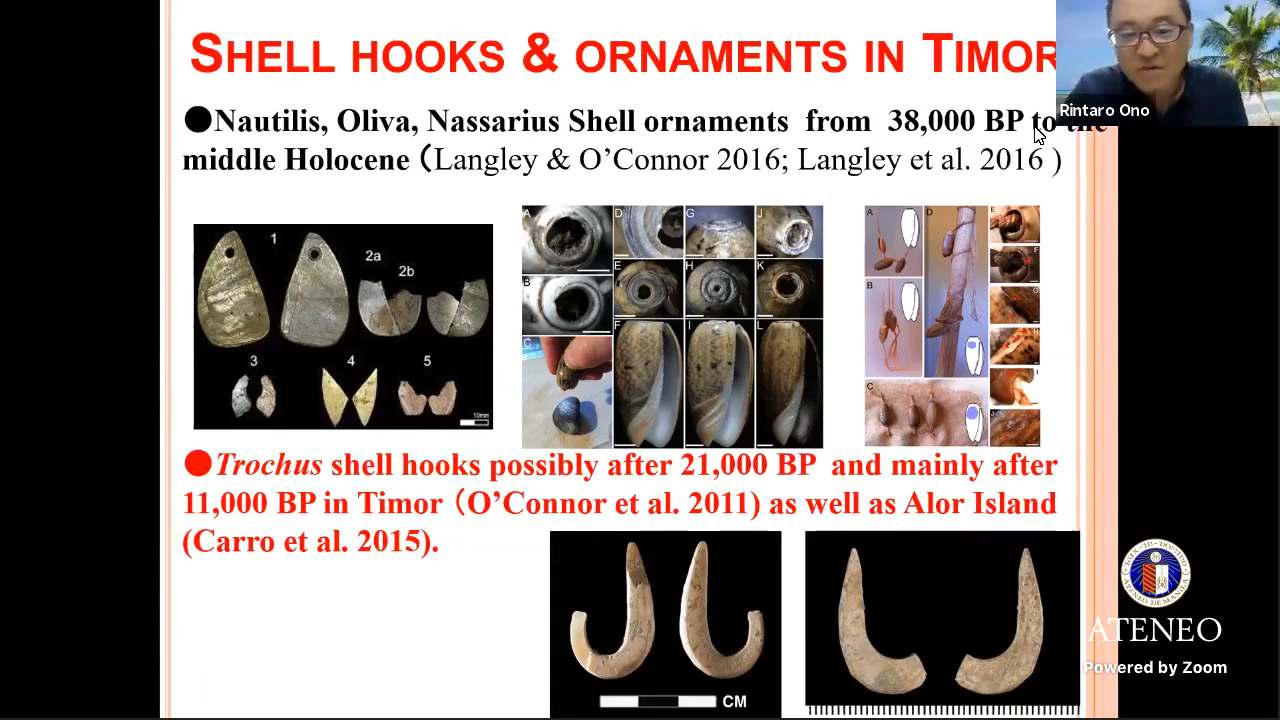 SHELL HOOKS & ORNAMENTS IN TIMOR
Rintaro Ono
●Nautilis, Oliva, Nassarius Shell ornaments from 38,000 BP to the
middle Holocene (Langley & O'Connor 2016; Langley et al. 2016 )
1
2a
2b
3
4
5
10mm
A D G J
E H K
B
F I L
C
A D E
F
B G
H
I
C J
●Trochus shell hooks possibly after 21,000 BP and mainly after
11,000 BP in Timor (O'Connor et al. 2011) as well as Alor Island
(Carro et al. 2015).
CM
ATENEO
Powered by Zoom